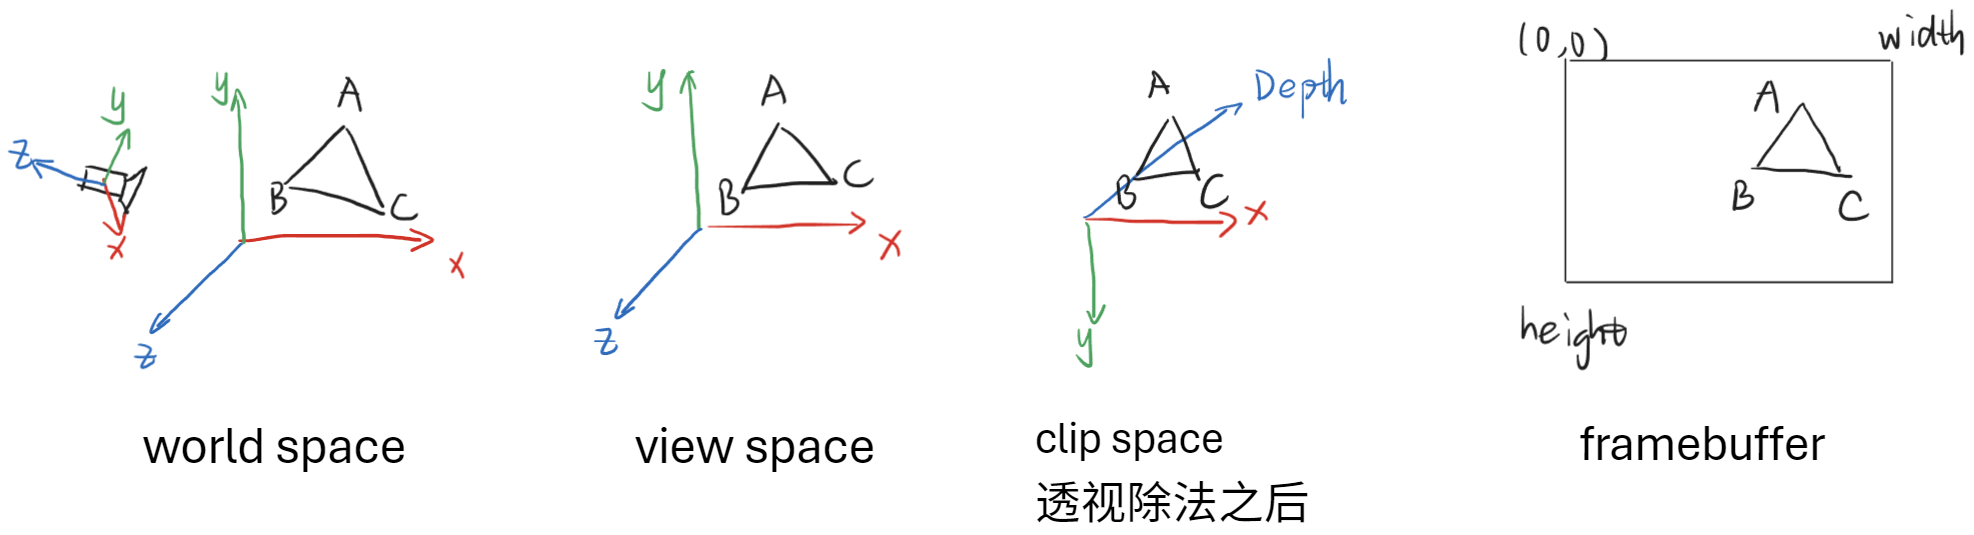 y
z
x
y
A
B
C
x
z
world space
y
A
B
C
x
z
view space
A
Depth
B
C
x
y
clip space
透视除法之后
(0,0)
width
A
B
C
height
framebuffer